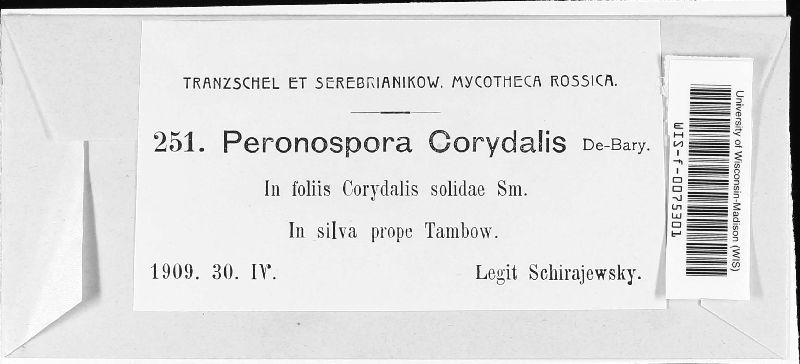 TRANZSCHEL ET SEREBRIANIKOW. MYCOTHECA ROSSICA.
251. Peronospora Corydalis De-Bary.
In foliis Corydalis solidae Sm.
In silva prope Tambow.
1909. 30. IV.
Legit Schirajewsky.
University of Wisconsin-Madison (WIS)
WIS-f-0075301